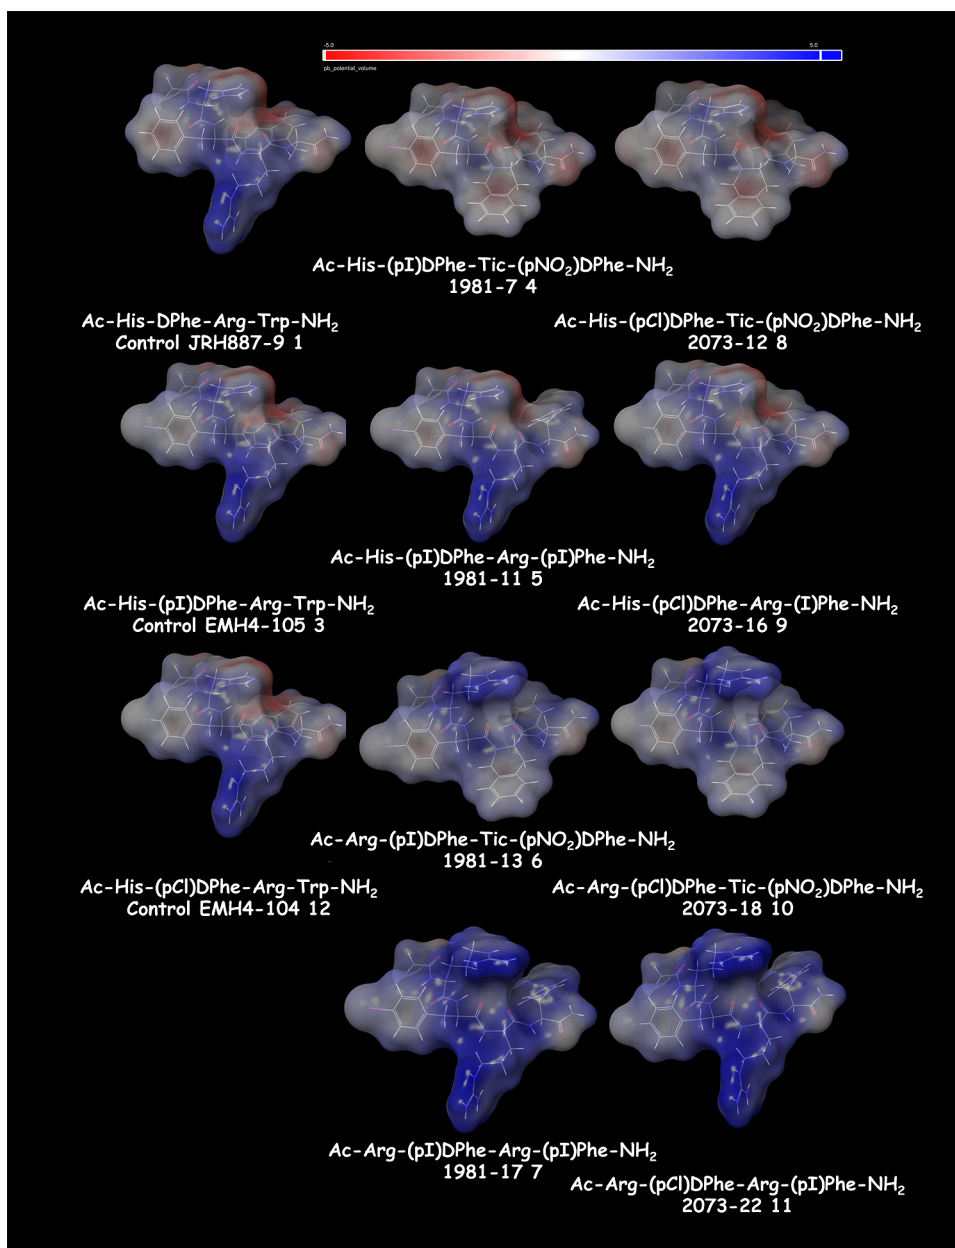 -5.0
5.0
pb_potential_volume
Ac-His-(pI)DPhe-Tic-(pNO₂)DPhe-NH₂
1981-7 4
Ac-His-DPhe-Arg-Trp-NH₂
Control JRH887-9 1
Ac-His-(pCl)DPhe-Tic-(pNO₂)DPhe-NH₂
2073-12 8
Ac-His-(pI)DPhe-Arg-(pI)Phe-NH₂
1981-11 5
Ac-His-(pI)DPhe-Arg-Trp-NH₂
Control EMH4-105 3
Ac-His-(pCl)DPhe-Arg-(I)Phe-NH₂
2073-16 9
Ac-Arg-(pI)DPhe-Tic-(pNO₂)DPhe-NH₂
1981-13 6
Ac-His-(pCl)DPhe-Arg-Trp-NH₂
Control EMH4-104 12
Ac-Arg-(pCl)DPhe-Tic-(pNO₂)DPhe-NH₂
2073-18 10
Ac-Arg-(pI)DPhe-Arg-(pI)Phe-NH₂
1981-17 7
Ac-Arg-(pCl)DPhe-Arg-(pI)Phe-NH₂
2073-22 11